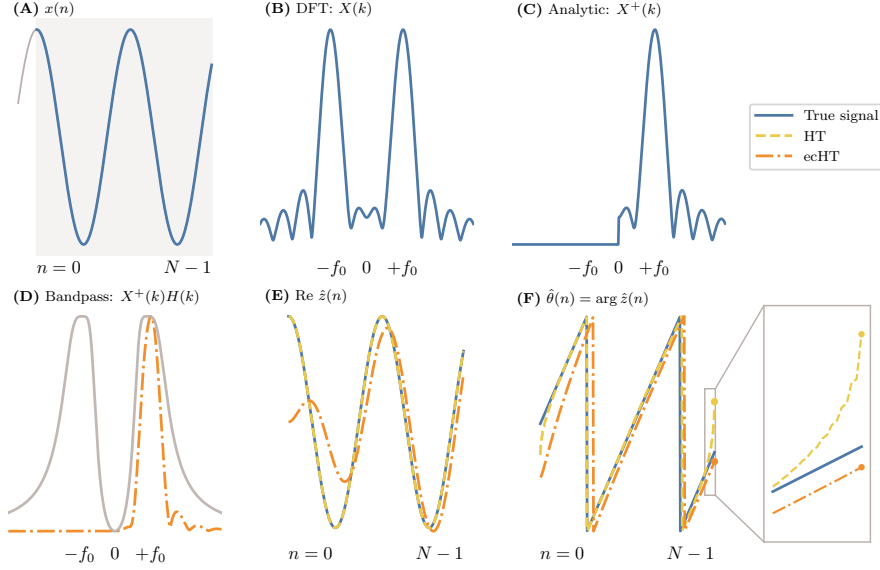 (A) x(n)
(B) DFT: X(k)
(C) Analytic: X⁺(k)
True signal
HT
ecHT
n = 0
N − 1
−f₀ 0 +f₀
−f₀ 0 +f₀
(D) Bandpass: X⁺(k)H(k)
(E) Re ẑ(n)
(F) θ̂(n) = arg ẑ(n)
−f₀ 0 +f₀
n = 0
N − 1
n = 0
N − 1